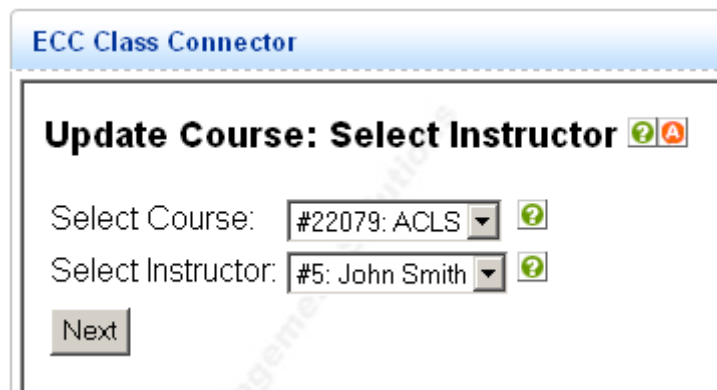 ECC Class Connector
Update Course: Select Instructor ? A
Select Course: #22079: ACLS ?
Select Instructor: #5: John Smith ?
Next